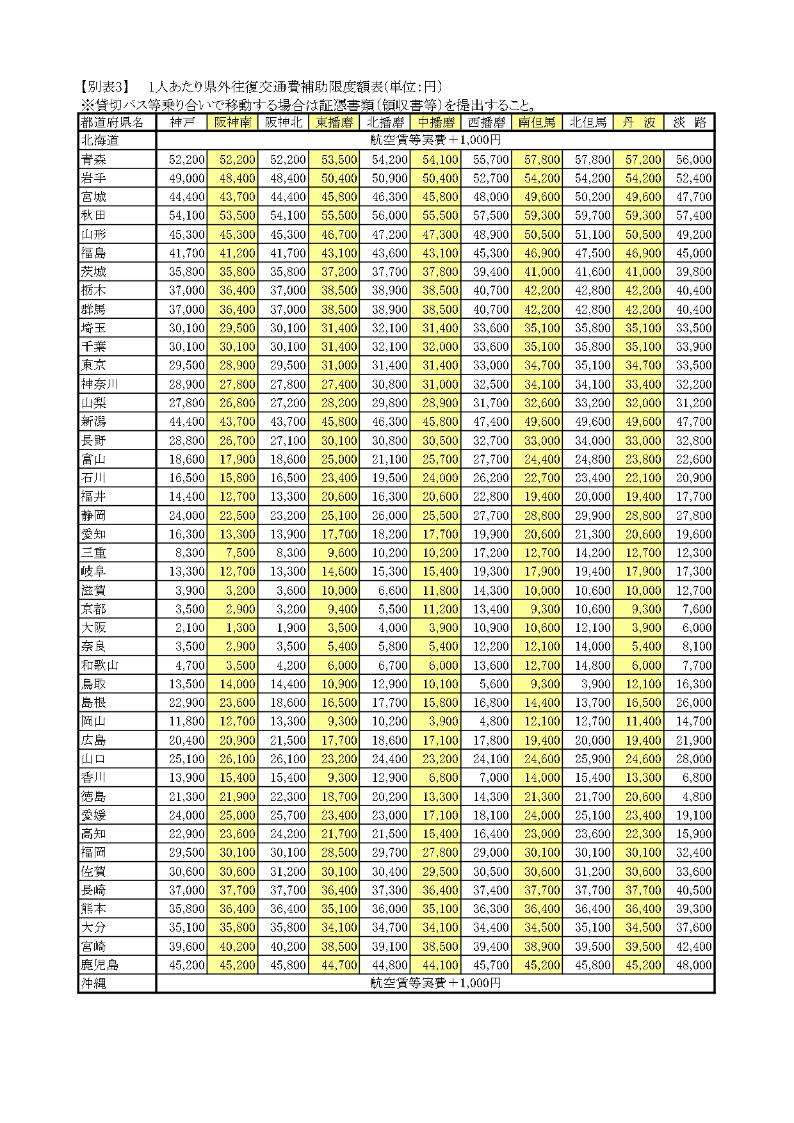 【別表3】　1人あたり県外往復交通費補助限度額表（単位：円）
※貸切バス等乗り合いで移動する場合は証憑書類（領収書等）を提出すること。
都道府県名 神戸 阪神南 阪神北 東播磨 北播磨 中播磨 西播磨 南但馬 北但馬 丹 波 淡 路
北海道 航空賃等実費＋1,000円
青森 52,200 52,200 52,200 53,500 54,200 54,100 55,700 57,800 57,800 57,200 56,000
岩手 49,000 48,400 48,400 50,400 50,900 50,400 52,700 54,200 54,200 54,200 52,400
宮城 44,400 43,700 44,400 45,800 46,300 45,800 48,000 49,600 50,200 49,600 47,700
秋田 54,100 53,500 54,100 55,500 56,000 55,500 57,500 59,300 59,700 59,300 57,400
山形 45,300 45,300 45,300 46,700 47,200 47,300 48,900 50,500 51,100 50,500 49,200
福島 41,700 41,200 41,700 43,100 43,600 43,100 45,300 46,900 47,500 46,900 45,000
茨城 35,800 35,800 35,800 37,200 37,700 37,800 39,400 41,000 41,600 41,000 39,800
栃木 37,000 36,400 37,000 38,500 38,900 38,500 40,700 42,200 42,800 42,200 40,400
群馬 37,000 36,400 37,000 38,500 38,900 38,500 40,700 42,200 42,800 42,200 40,400
埼玉 30,100 29,500 30,100 31,400 32,100 31,400 33,600 35,100 35,800 35,100 33,500
千葉 30,100 30,100 30,100 31,400 32,100 32,000 33,600 35,100 35,800 35,100 33,900
東京 29,500 28,900 29,500 31,000 31,400 31,400 33,000 34,700 35,100 34,700 33,500
神奈川 28,900 27,800 27,800 27,400 30,800 31,000 32,500 34,100 34,100 33,400 32,200
山梨 27,800 26,800 27,200 28,200 29,800 28,900 31,700 32,600 33,200 32,000 31,200
新潟 44,400 43,700 43,700 45,800 46,300 45,800 47,400 49,600 49,600 49,600 47,700
長野 28,800 26,700 27,100 30,100 30,800 30,500 32,700 33,000 34,000 33,000 32,800
富山 18,600 17,900 18,600 25,000 21,100 25,700 27,700 24,400 24,800 23,800 22,600
石川 16,500 15,800 16,500 23,400 19,500 24,000 26,200 22,700 23,400 22,100 20,900
福井 14,400 12,700 13,300 20,600 16,300 20,600 22,800 19,400 20,000 19,400 17,700
静岡 24,000 22,500 23,200 25,100 26,000 25,500 27,700 28,800 29,900 28,800 27,800
愛知 16,300 13,300 13,900 17,700 18,200 17,700 19,900 20,600 21,300 20,600 19,600
三重 8,300 7,500 8,300 9,600 10,200 10,200 17,200 12,700 14,200 12,700 12,300
岐阜 13,300 12,700 13,300 14,600 15,300 15,400 19,300 17,900 19,400 17,900 17,300
滋賀 3,900 3,200 3,600 10,000 6,600 11,800 14,300 10,000 10,600 10,000 12,700
京都 3,500 2,900 3,200 9,400 5,500 11,200 13,400 9,300 10,600 9,300 7,600
大阪 2,100 1,300 1,900 3,500 4,000 3,900 10,900 10,600 12,100 3,900 6,000
奈良 3,500 2,900 3,500 5,400 5,800 5,400 12,200 12,100 14,000 5,400 8,100
和歌山 4,700 3,500 4,200 6,000 6,700 6,000 13,600 12,700 14,800 6,000 7,700
鳥取 13,500 14,000 14,400 10,900 12,900 10,100 5,600 9,300 3,900 12,100 16,300
島根 22,900 23,600 18,600 16,500 17,700 15,800 16,800 14,400 13,700 16,500 26,000
岡山 11,800 12,700 13,300 9,300 10,200 3,900 4,800 12,100 12,700 11,400 14,700
広島 20,400 20,900 21,500 17,700 18,600 17,100 17,800 19,400 20,000 19,400 21,900
山口 25,100 26,100 26,100 23,200 24,400 23,200 24,100 24,600 25,900 24,600 28,000
香川 13,900 15,400 15,400 9,300 12,900 6,800 7,000 14,000 15,400 13,300 6,800
徳島 21,300 21,900 22,300 18,700 20,200 13,300 14,300 21,300 21,700 20,600 4,800
愛媛 24,000 25,000 25,700 23,400 23,000 17,100 18,100 24,000 25,100 23,400 19,100
高知 22,900 23,600 24,200 21,700 21,500 15,400 16,400 23,000 23,600 22,300 15,900
福岡 29,500 30,100 30,100 28,500 29,700 27,800 29,000 30,100 30,100 30,100 32,400
佐賀 30,600 30,600 31,200 30,100 30,400 29,500 30,500 30,600 31,200 30,600 33,600
長崎 37,000 37,700 37,700 36,400 37,300 36,400 37,400 37,700 37,700 37,700 40,500
熊本 35,800 36,400 36,400 35,100 36,000 35,100 36,300 36,400 36,400 36,400 39,300
大分 35,100 35,800 35,800 34,100 34,700 34,100 34,400 34,500 35,100 34,500 37,600
宮崎 39,600 40,200 40,200 38,500 39,100 38,500 39,400 38,900 39,500 39,500 42,400
鹿児島 45,200 45,200 45,800 44,700 44,800 44,100 45,700 45,200 45,800 45,200 48,000
沖縄 航空賃等実費＋1,000円